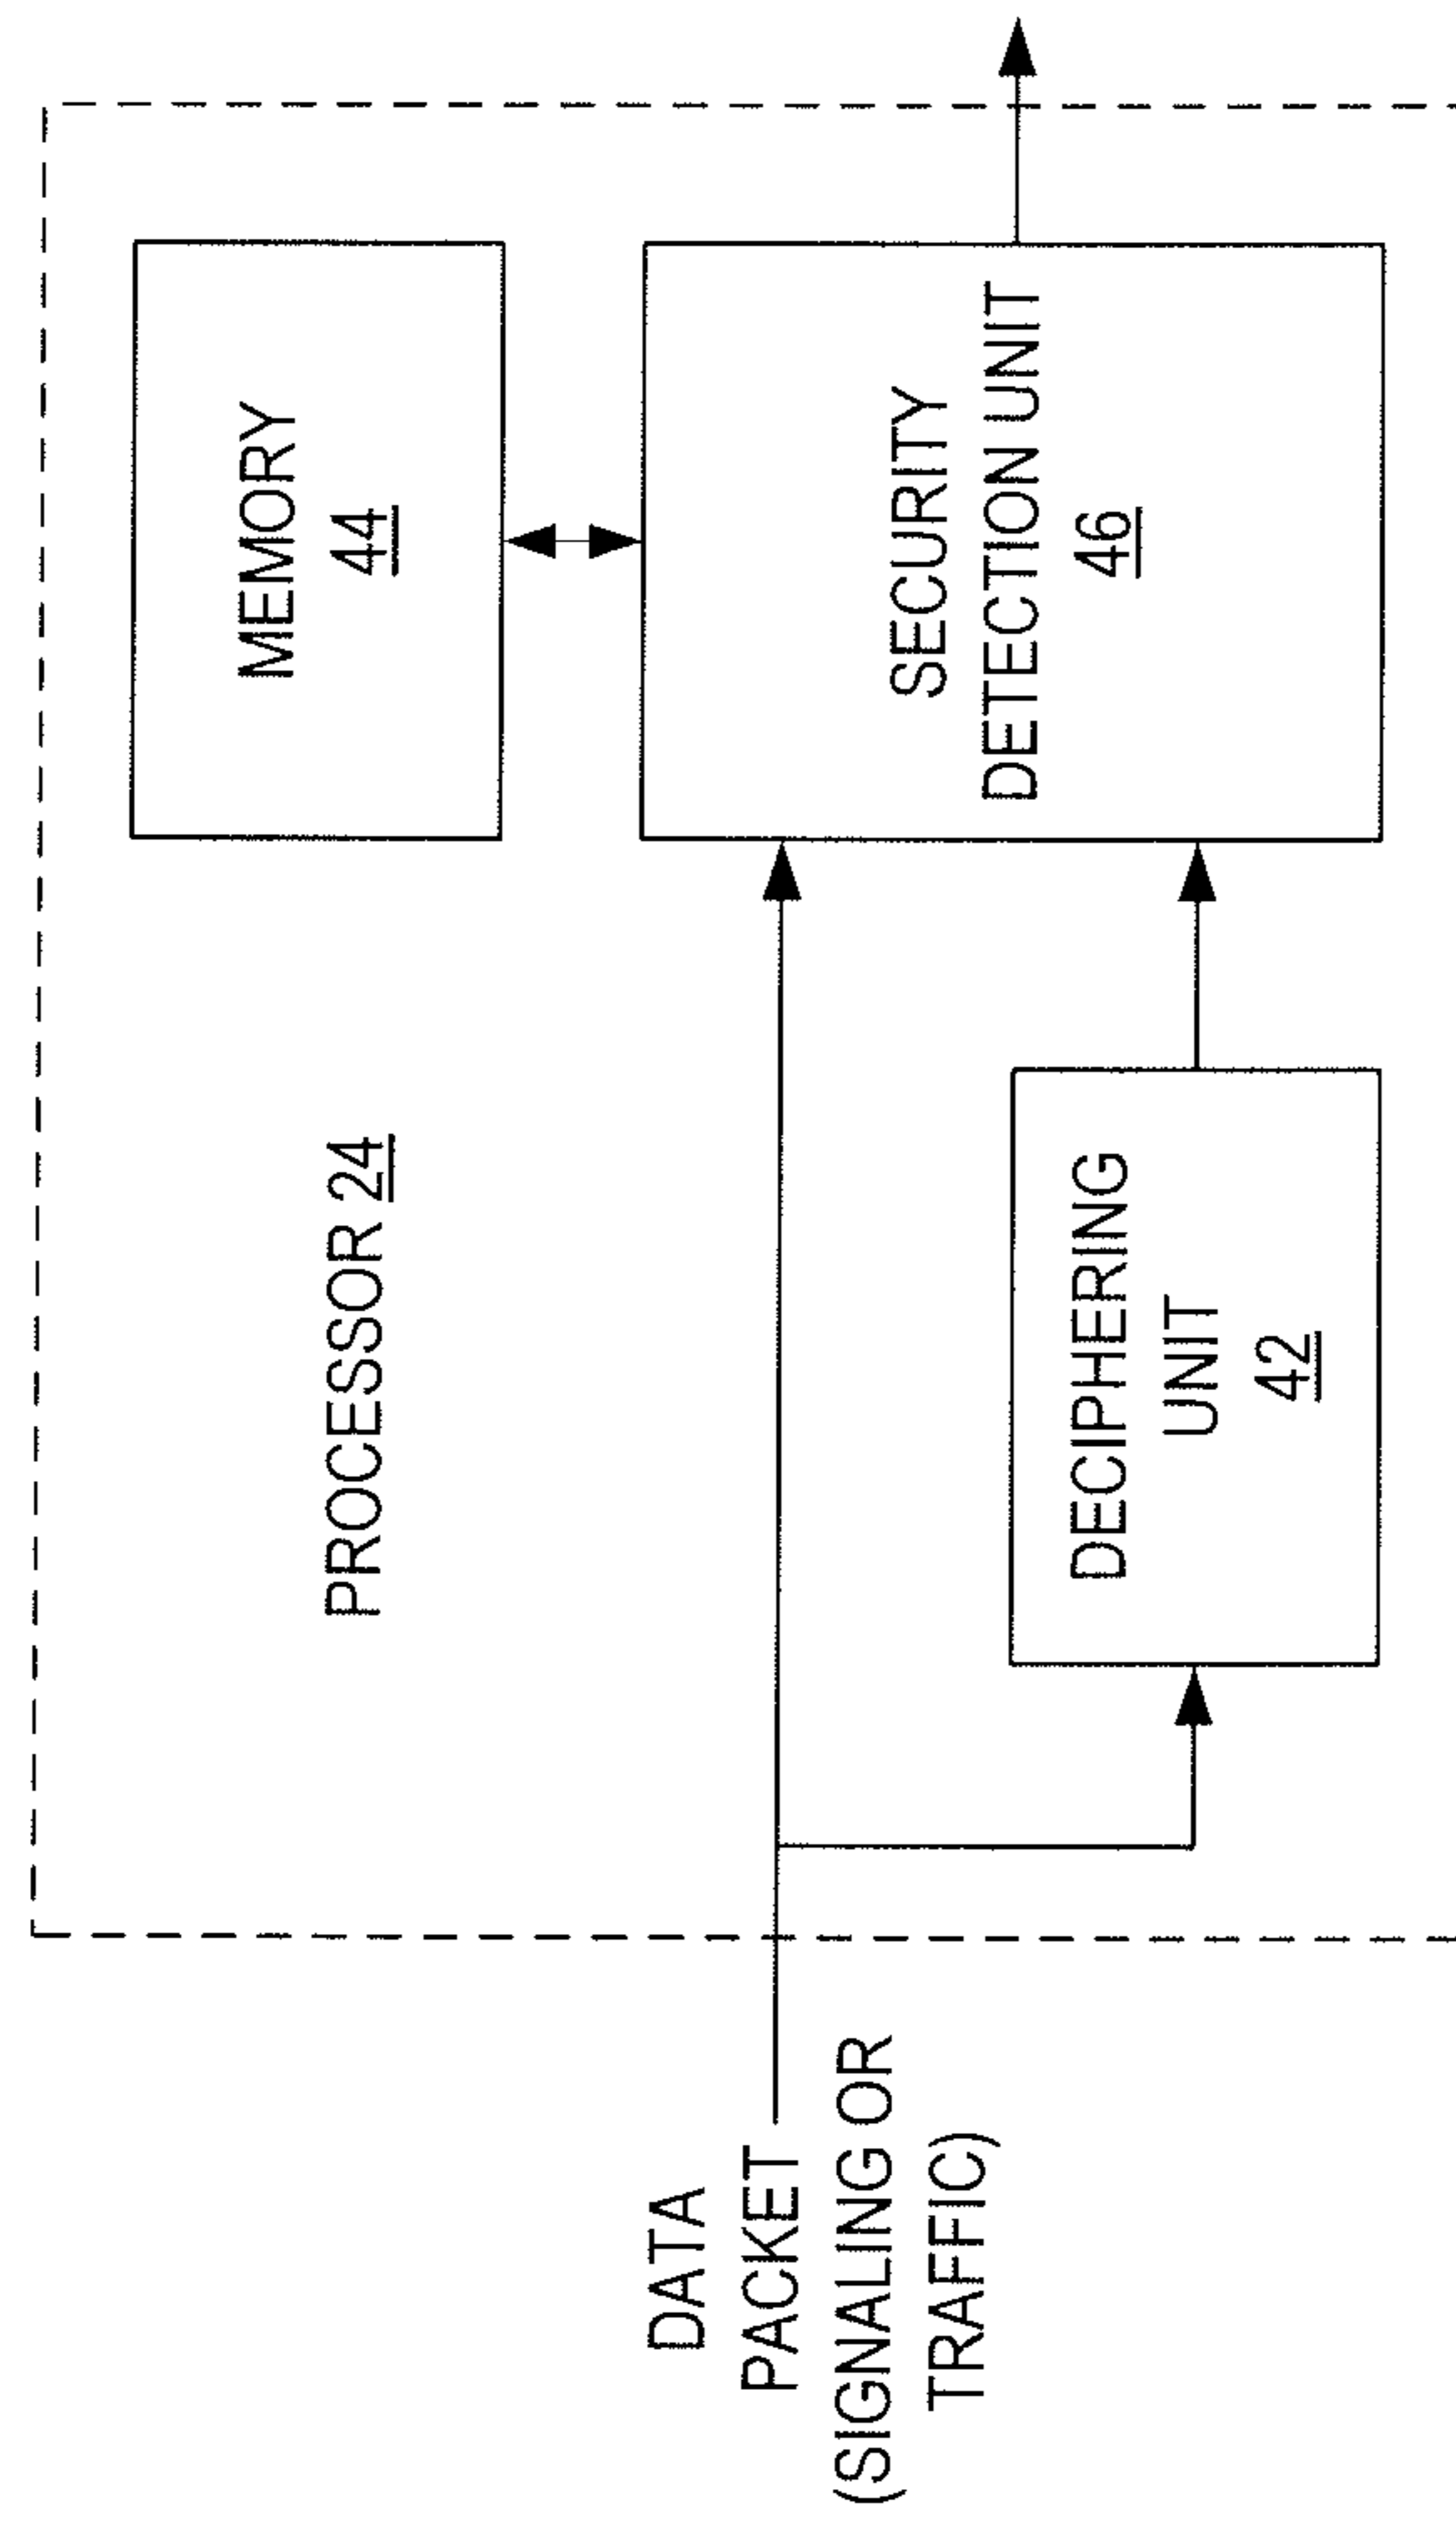 DATA
PACKET
(SIGNALING OR
TRAFFIC)
PROCESSOR 24
MEMORY
44
DECIPHERING
UNIT
42
SECURITY
DETECTION UNIT
46